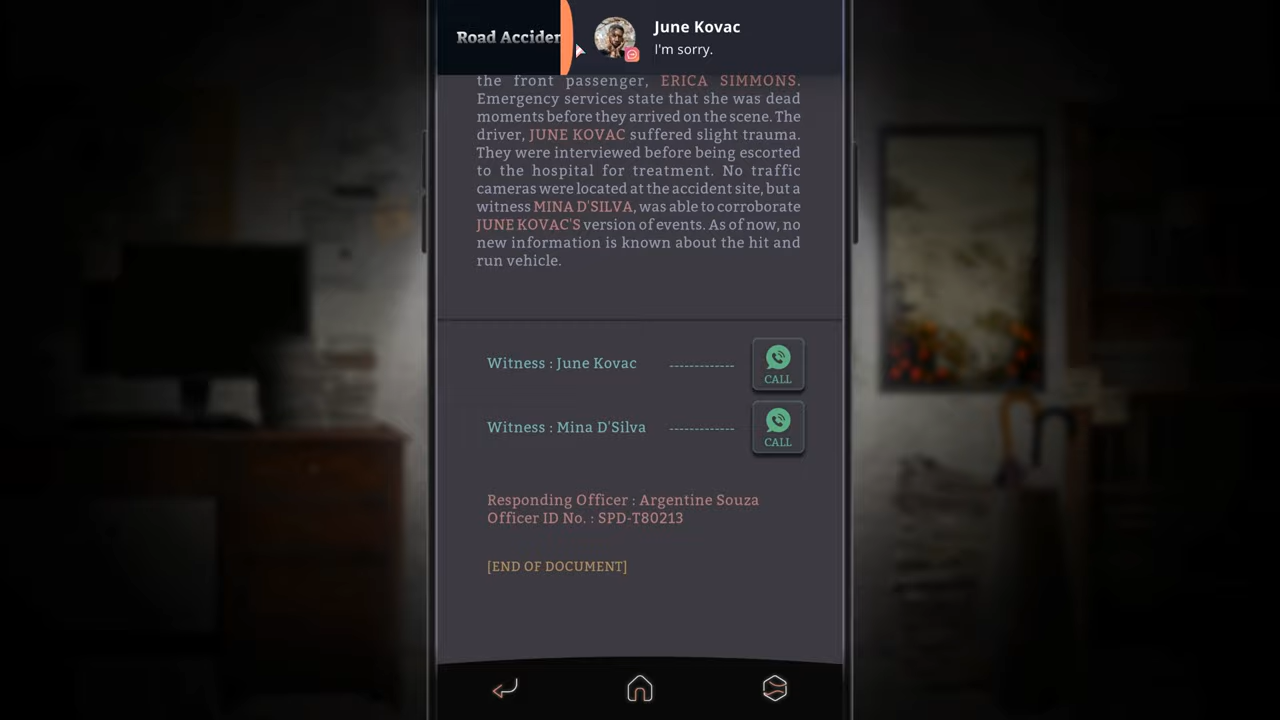 Road Acciden
June Kovac
I'm sorry.
the front passenger, ERICA SIMMONS.
Emergency services state that she was dead
moments before they arrived on the scene. The
driver, JUNE KOVAC suffered slight trauma.
They were interviewed before being escorted
to the hospital for treatment. No traffic
cameras were located at the accident site, but a
witness MINA D'SILVA, was able to corroborate
JUNE KOVAC'S version of events. As of now, no
new information is known about the hit and
run vehicle.
Witness : June Kovac -------------
CALL
Witness : Mina D'Silva -------------
CALL
Responding Officer : Argentine Souza
Officer ID No. : SPD-T80213
[END OF DOCUMENT]